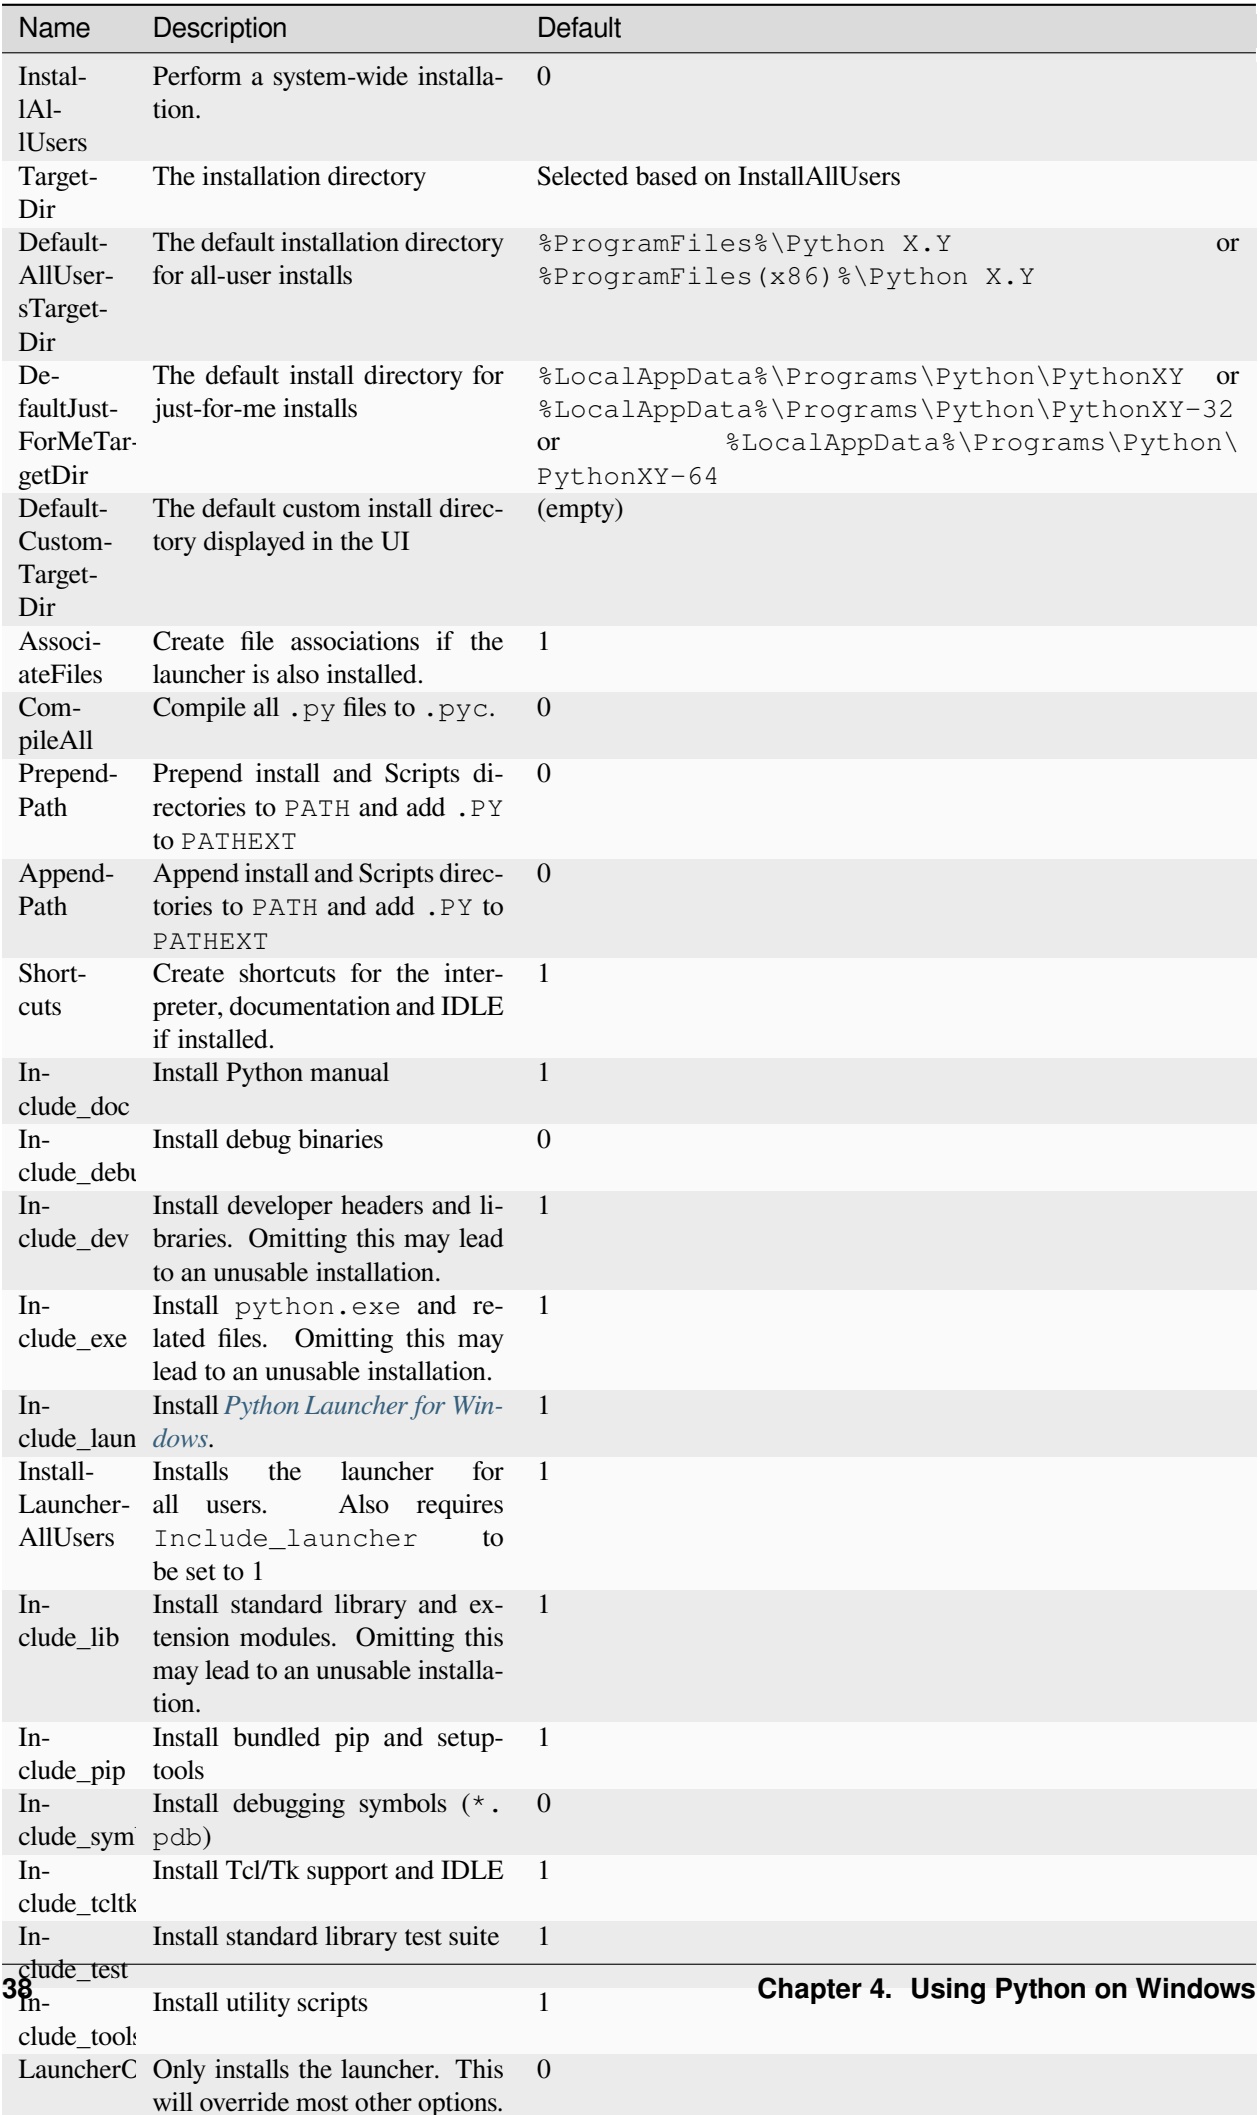 Name Description Default
Instal- Perform a system-wide installa- 0
lAl- tion.
lUsers
Target- The installation directory Selected based on InstallAllUsers
Dir
Default- The default installation directory %ProgramFiles%\Python X.Y or
AllUser- for all-user installs %ProgramFiles(x86)%\Python X.Y
sTarget-
Dir
De- The default install directory for %LocalAppData%\Programs\Python\PythonXY or
faultJust- just-for-me installs %LocalAppData%\Programs\Python\PythonXY-32
ForMeTar- or %LocalAppData%\Programs\Python\
getDir PythonXY-64
Default- The default custom install direc- (empty)
Custom- tory displayed in the UI
Target-
Dir
Associ- Create file associations if the 1
ateFiles launcher is also installed.
Com- Compile all .py files to .pyc. 0
pileAll
Prepend- Prepend install and Scripts di- 0
Path rectories to PATH and add .PY
to PATHEXT
Append- Append install and Scripts direc- 0
Path tories to PATH and add .PY to
PATHEXT
Short- Create shortcuts for the inter- 1
cuts preter, documentation and IDLE
if installed.
In- Install Python manual 1
clude_doc
In- Install debug binaries 0
clude_debu
In- Install developer headers and li- 1
clude_dev braries. Omitting this may lead
to an unusable installation.
In- Install python.exe and re- 1
clude_exe lated files. Omitting this may
lead to an unusable installation.
In- Install Python Launcher for Win- 1
clude_laun dows.
Install- Installs the launcher for 1
Launcher- all users. Also requires
AllUsers Include_launcher to
be set to 1
In- Install standard library and ex- 1
clude_lib tension modules. Omitting this
may lead to an unusable installa-
tion.
In- Install bundled pip and setup- 1
clude_pip tools
In- Install debugging symbols (*. 0
clude_sym pdb)
In- Install Tcl/Tk support and IDLE 1
clude_tcltk
In- Install standard library test suite 1
clude_test
38 Chapter 4. Using Python on Windows
In- Install utility scripts 1
clude_tools
LauncherO Only installs the launcher. This 0
will override most other options.